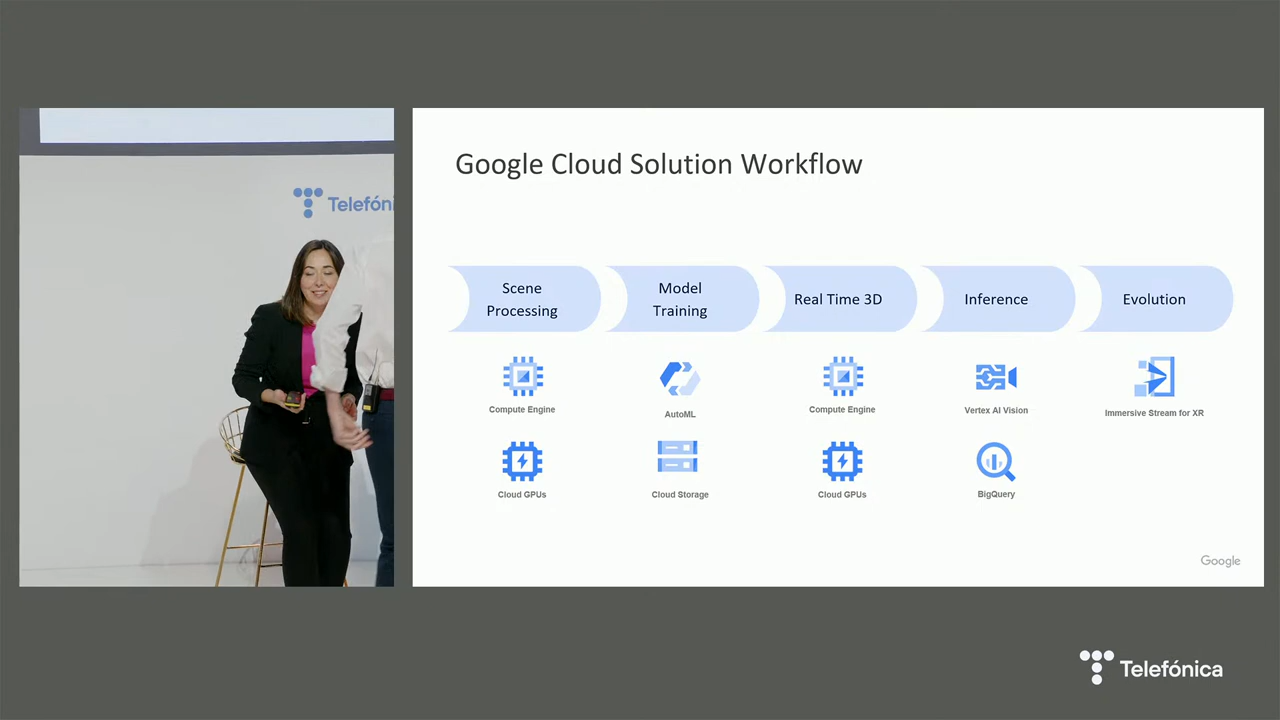 Telefóni
Google Cloud Solution Workflow
Scene
Processing
Model
Training
Real Time 3D
Inference
Evolution
Compute Engine
AutoML
Compute Engine
Vertex AI Vision
Immersive Stream for XR
Cloud GPUs
Cloud Storage
Cloud GPUs
BigQuery
Google
Telefónica